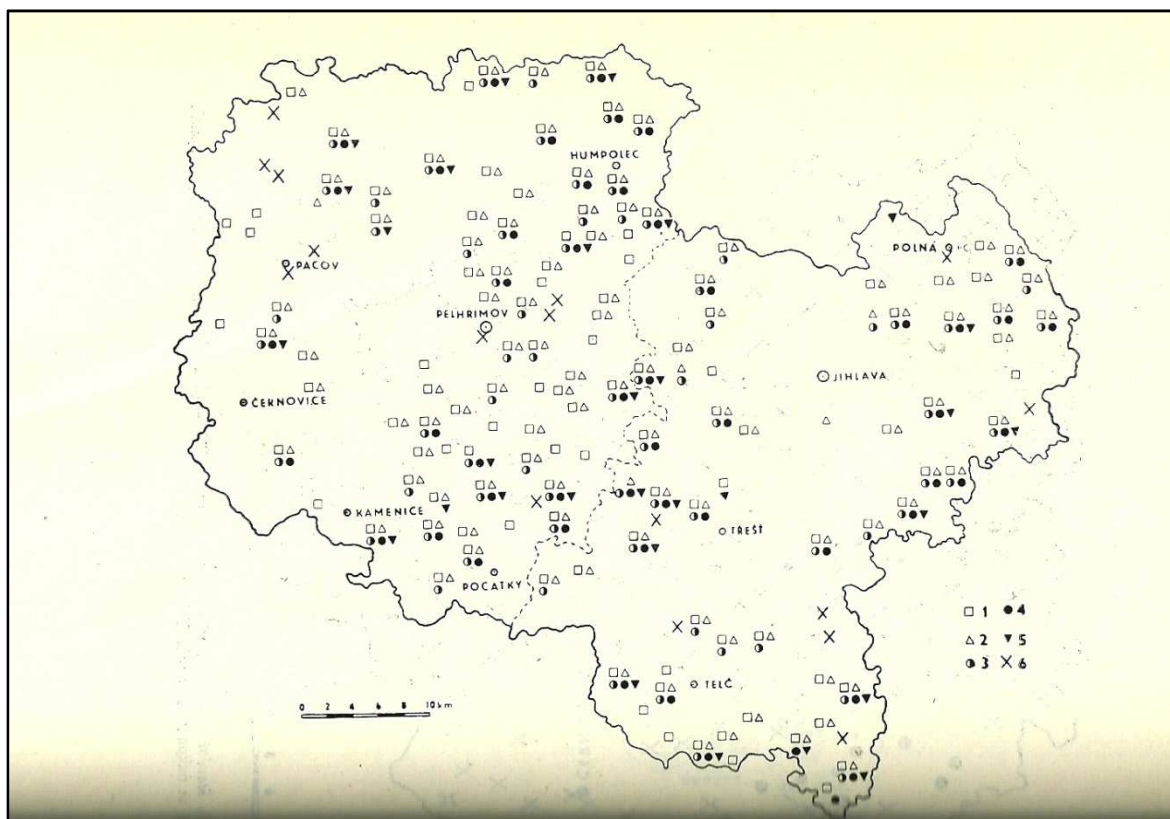 HUMPOLEC
POLNÁ
PACOV
PELHŘIMOV
JIHLAVA
ČERNOVICE
KAMENICE
TŘEŠŤ
POČÁTKY
1 4
2 5
3 6
TELČ
0 2 4 6 8 10 km